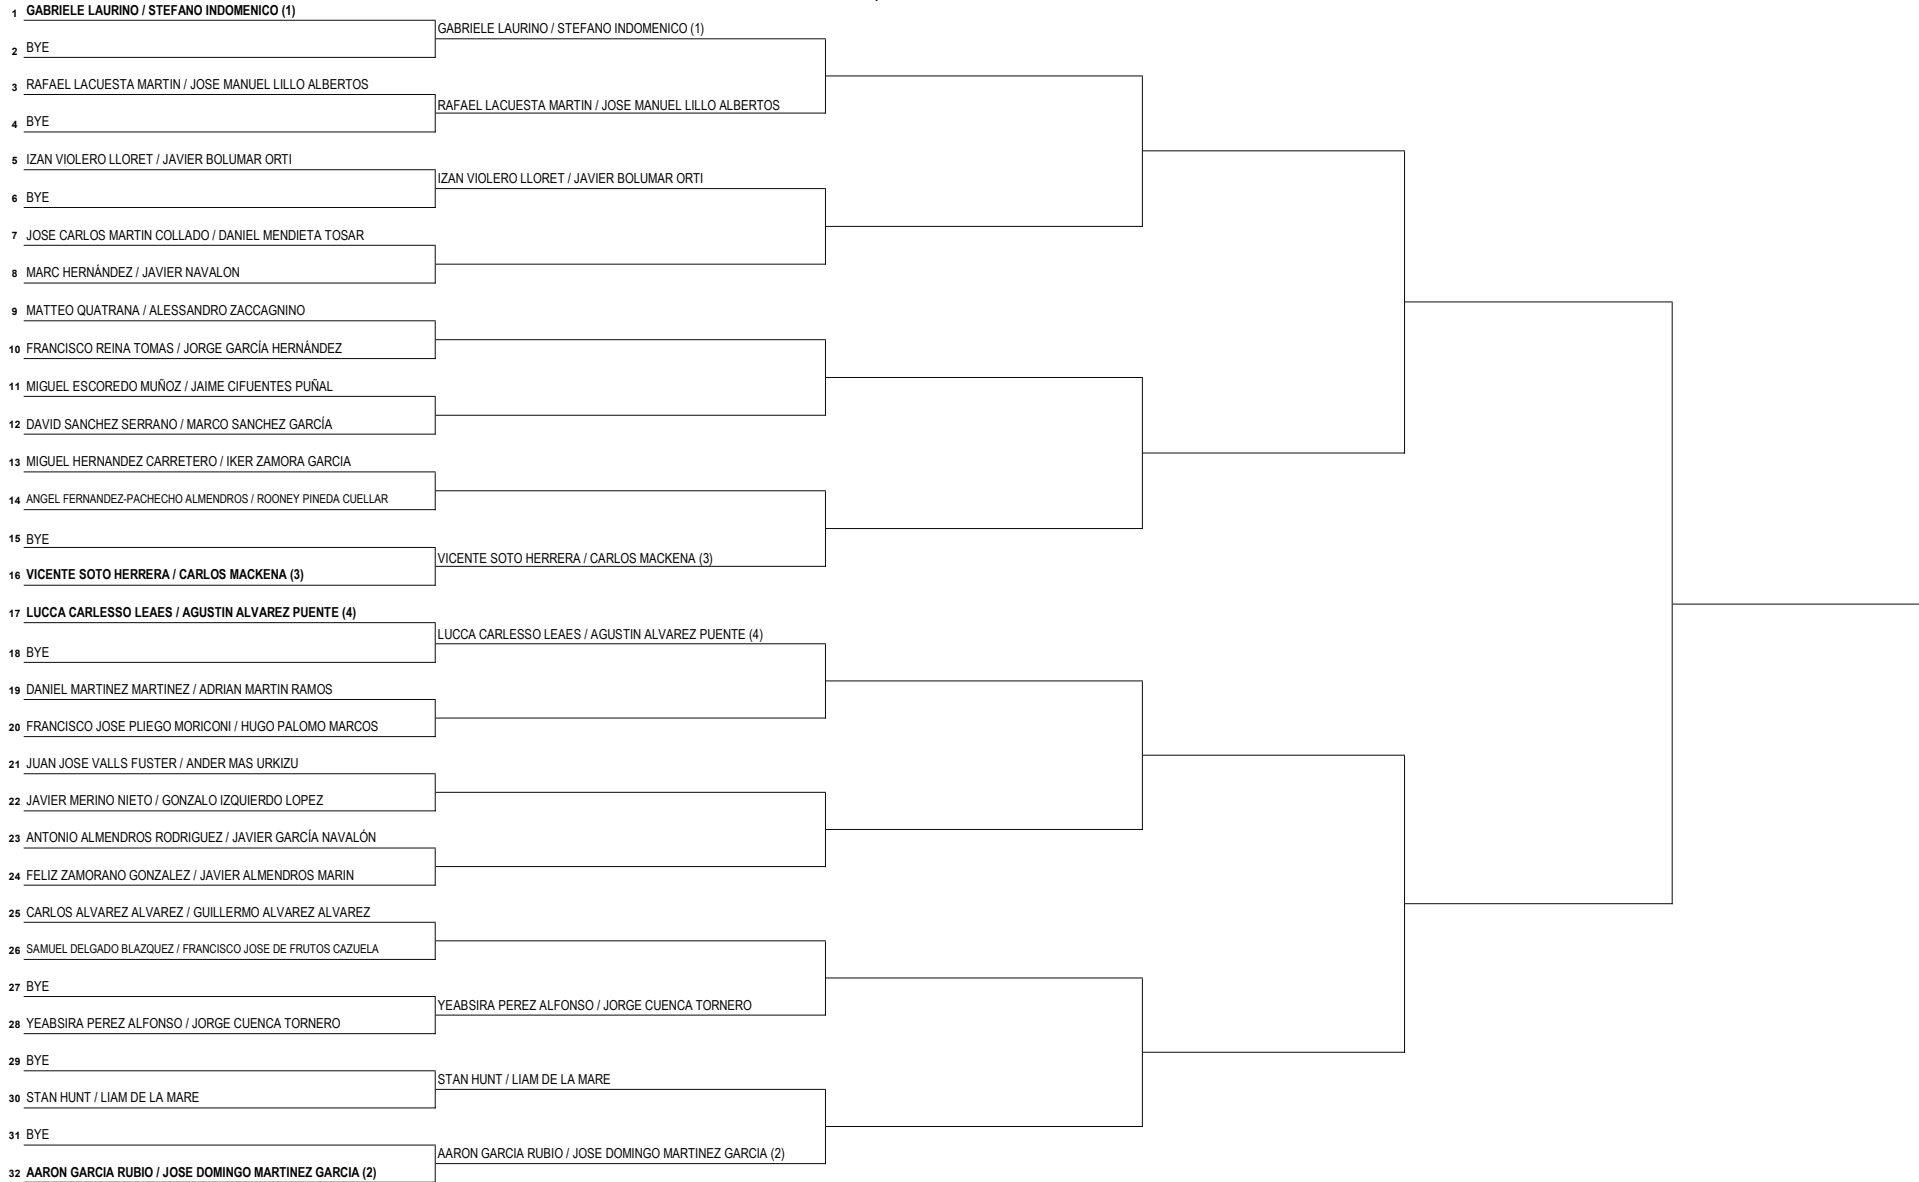 1 GABRIELE LAURINO / STEFANO INDOMENICO (1)
GABRIELE LAURINO / STEFANO INDOMENICO (1)
2 BYE
3 RAFAEL LACUESTA MARTIN / JOSE MANUEL LILLO ALBERTOS
RAFAEL LACUESTA MARTIN / JOSE MANUEL LILLO ALBERTOS
4 BYE
5 IZAN VIOLERO LLORET / JAVIER BOLUMAR ORTI
IZAN VIOLERO LLORET / JAVIER BOLUMAR ORTI
6 BYE
7 JOSE CARLOS MARTIN COLLADO / DANIEL MENDIETA TOSAR
8 MARC HERNÁNDEZ / JAVIER NAVALON
9 MATTEO QUATRANA / ALESSANDRO ZACCAGNINO
10 FRANCISCO REINA TOMAS / JORGE GARCÍA HERNÁNDEZ
11 MIGUEL ESCOREDO MUÑOZ / JAIME CIFUENTES PUÑAL
12 DAVID SANCHEZ SERRANO / MARCO SANCHEZ GARCÍA
13 MIGUEL HERNANDEZ CARRETERO / IKER ZAMORA GARCIA
14 ANGEL FERNANDEZ-PACHECHO ALMENDROS / ROONEY PINEDA CUELLAR
15 BYE
VICENTE SOTO HERRERA / CARLOS MACKENA (3)
16 VICENTE SOTO HERRERA / CARLOS MACKENA (3)
17 LUCCA CARLESSO LEAES / AGUSTIN ALVAREZ PUENTE (4)
LUCCA CARLESSO LEAES / AGUSTIN ALVAREZ PUENTE (4)
18 BYE
19 DANIEL MARTINEZ MARTINEZ / ADRIAN MARTIN RAMOS
20 FRANCISCO JOSE PLIEGO MORICONI / HUGO PALOMO MARCOS
21 JUAN JOSE VALLS FUSTER / ANDER MAS URKIZU
22 JAVIER MERINO NIETO / GONZALO IZQUIERDO LOPEZ
23 ANTONIO ALMENDROS RODRIGUEZ / JAVIER GARCÍA NAVALÓN
24 FELIZ ZAMORANO GONZALEZ / JAVIER ALMENDROS MARIN
25 CARLOS ALVAREZ ALVAREZ / GUILLERMO ALVAREZ ALVAREZ
26 SAMUEL DELGADO BLAZQUEZ / FRANCISCO JOSE DE FRUTOS CAZUELA
27 BYE
YEABSIRA PEREZ ALFONSO / JORGE CUENCA TORNERO
28 YEABSIRA PEREZ ALFONSO / JORGE CUENCA TORNERO
29 BYE
STAN HUNT / LIAM DE LA MARE
30 STAN HUNT / LIAM DE LA MARE
31 BYE
AARON GARCIA RUBIO / JOSE DOMINGO MARTINEZ GARCIA (2)
32 AARON GARCIA RUBIO / JOSE DOMINGO MARTINEZ GARCIA (2)